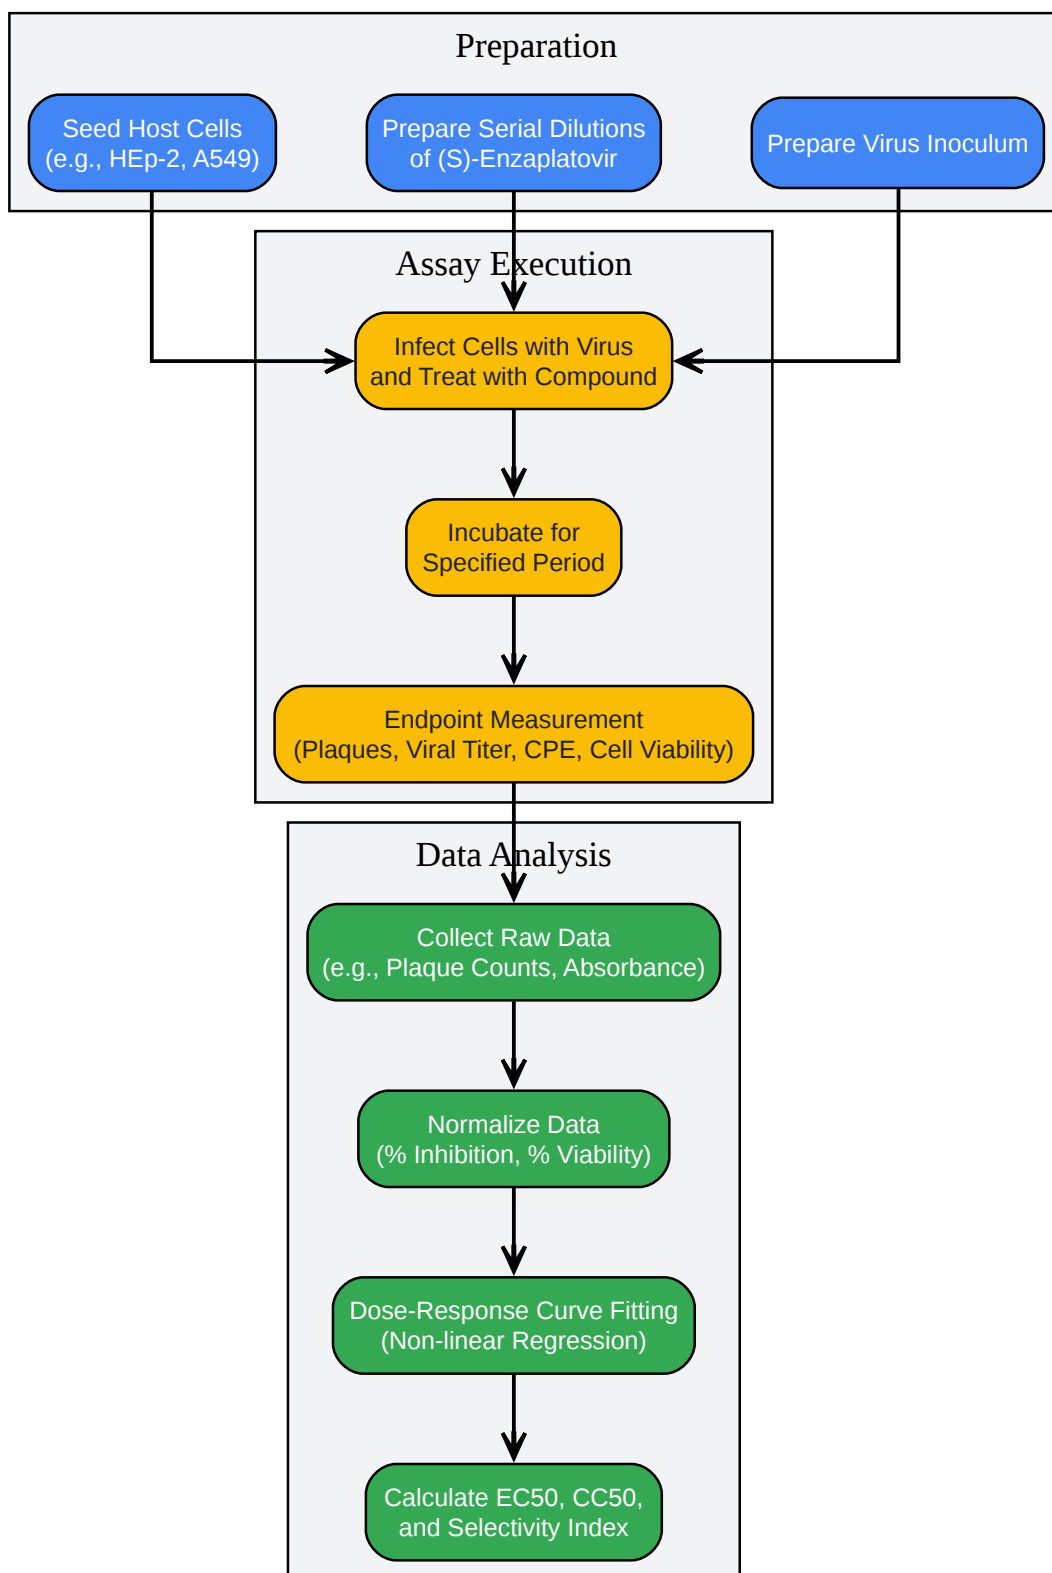 Preparation
Seed Host Cells
(e.g., HEp-2, A549)
Prepare Serial Dilutions
of (S)-Enzaplatovir
Prepare Virus Inoculum
Assay Execution
Infect Cells with Virus
and Treat with Compound
Incubate for
Specified Period
Endpoint Measurement
(Plaques, Viral Titer, CPE, Cell Viability)
Data Analysis
Collect Raw Data
(e.g., Plaque Counts, Absorbance)
Normalize Data
(% Inhibition, % Viability)
Dose-Response Curve Fitting
(Non-linear Regression)
Calculate EC50, CC50,
and Selectivity Index